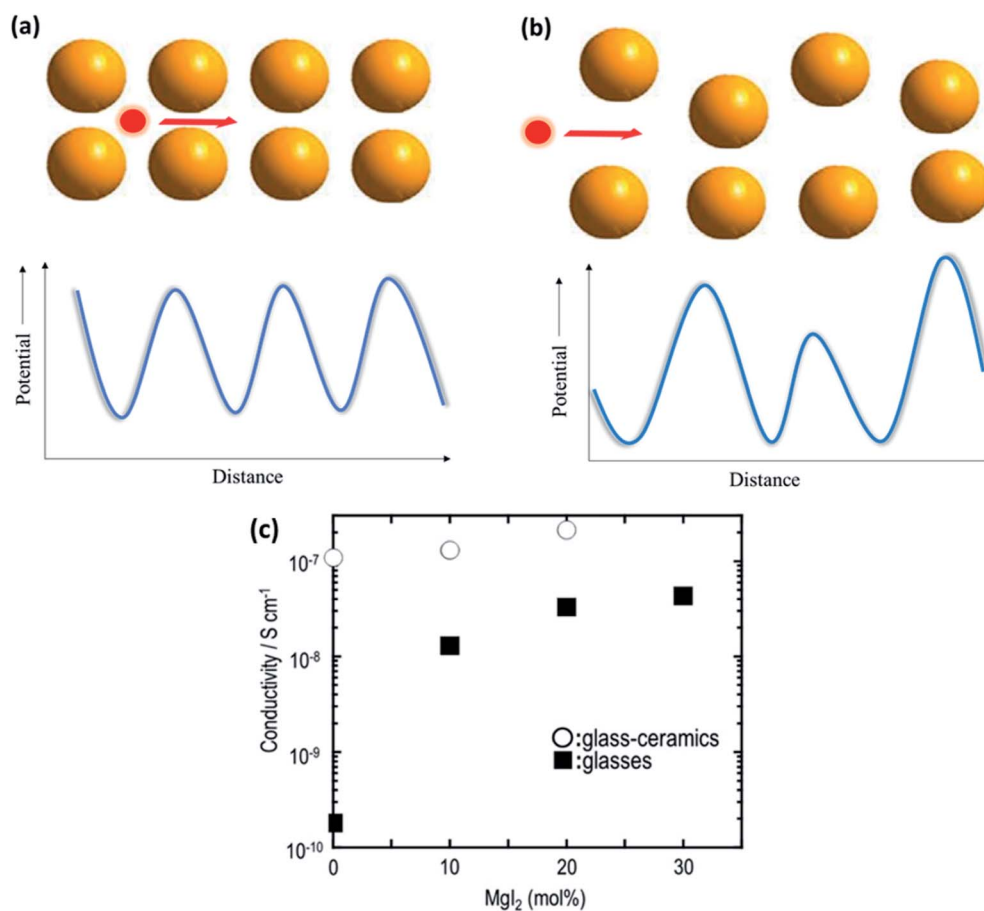 (a)
(b)
Potential
Distance
Potential
Distance
(c)
Conductivity / S cm⁻¹
10⁻⁷
10⁻⁸
10⁻⁹
10⁻¹⁰
○:glass-ceramics
■:glasses
0 10 20 30
MgI₂ (mol%)